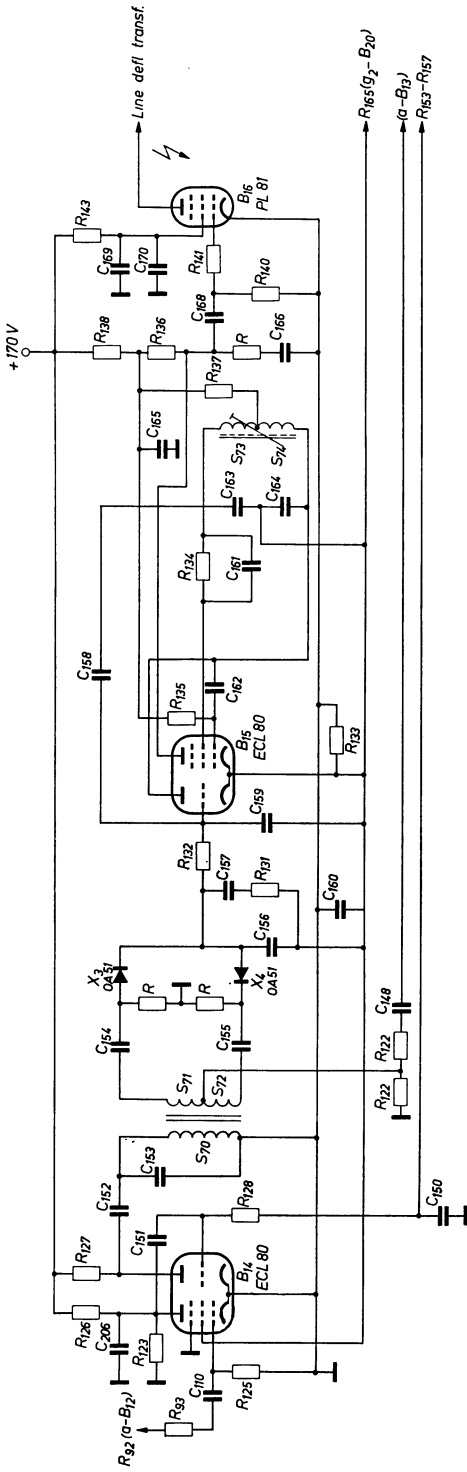 +170 V
Line defl transf.
R143
C169
C170
B16
PL 81
R141
R140
R138
R136
C168
R
C166
R137
C165
S73
S74
C163
C164
R134
C161
C158
R135
C162
B15
ECL 80
R133
R132
C159
C157
R131
C156
C160
X3
OA51
R
R
X4
OA51
C154
C155
S71
S72
S70
C153
C152
C151
R128
R127
R126
C206
R123
B14
ECL 80
C110
R125
R93
R92 (a-B12)
C150
R122
R122
C148
R165(g2-B20)
(a-B13)
R153-R157